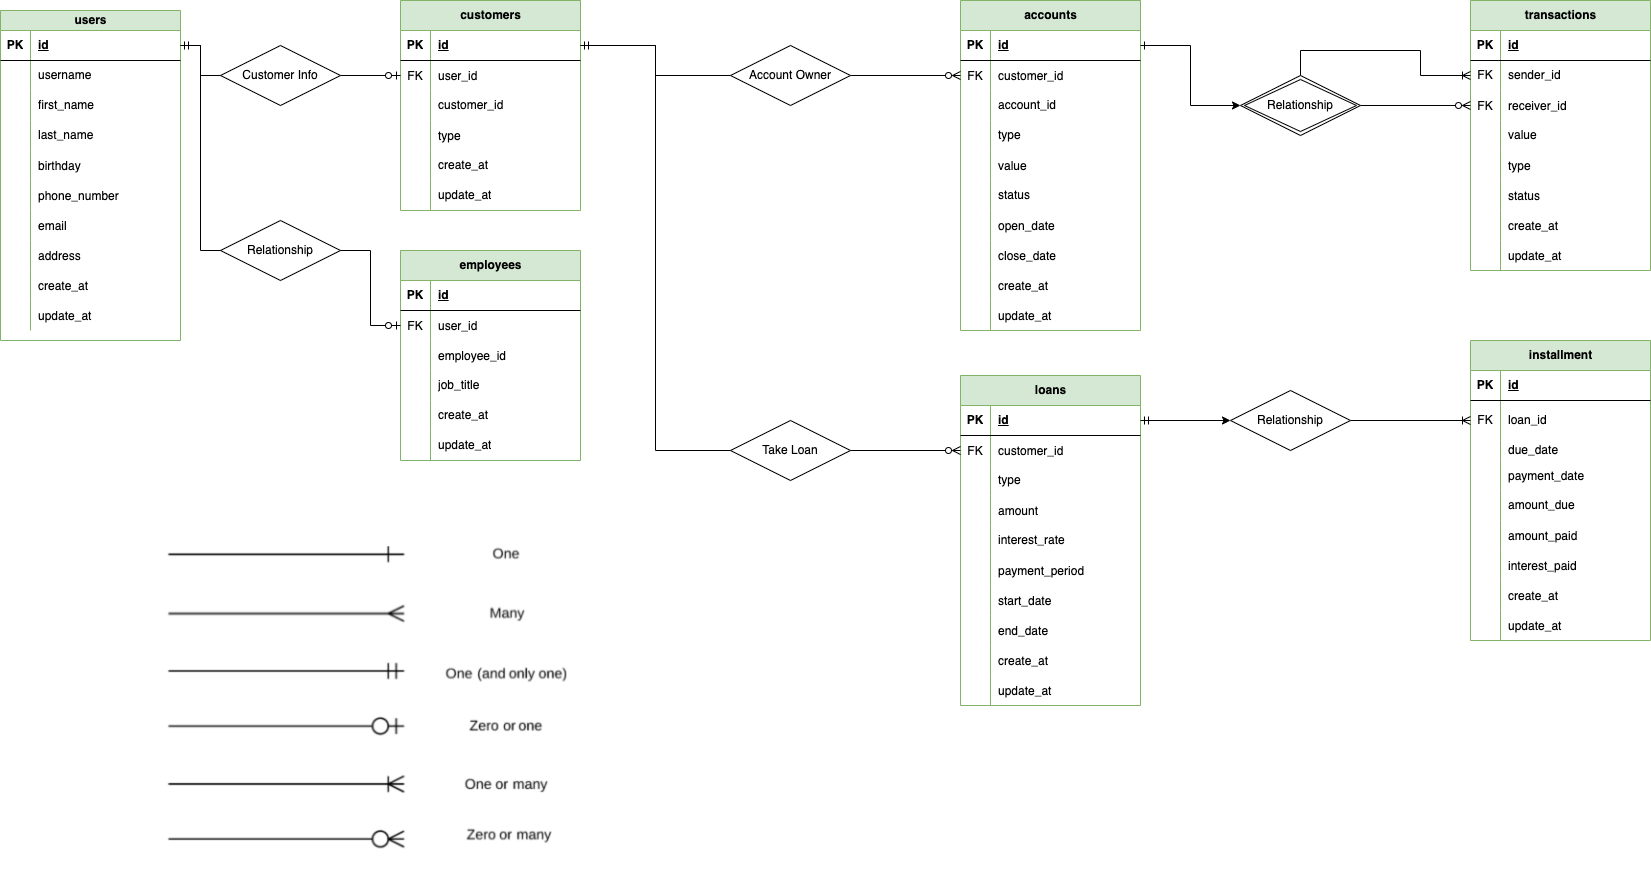 users
PK id
username
first_name
last_name
birthday
phone_number
email
address
create_at
update_at
Customer Info
Relationship
customers
PK id
FK user_id
customer_id
type
create_at
update_at
employees
PK id
FK user_id
employee_id
job_title
create_at
update_at
Account Owner
Take Loan
accounts
PK id
FK customer_id
account_id
type
value
status
open_date
close_date
create_at
update_at
loans
PK id
FK customer_id
type
amount
interest_rate
payment_period
start_date
end_date
create_at
update_at
Relationship
Relationship
transactions
PK id
FK sender_id
FK receiver_id
value
type
status
create_at
update_at
installment
PK id
FK loan_id
due_date
payment_date
amount_due
amount_paid
interest_paid
create_at
update_at
One
Many
One (and only one)
Zero or one
One or many
Zero or many